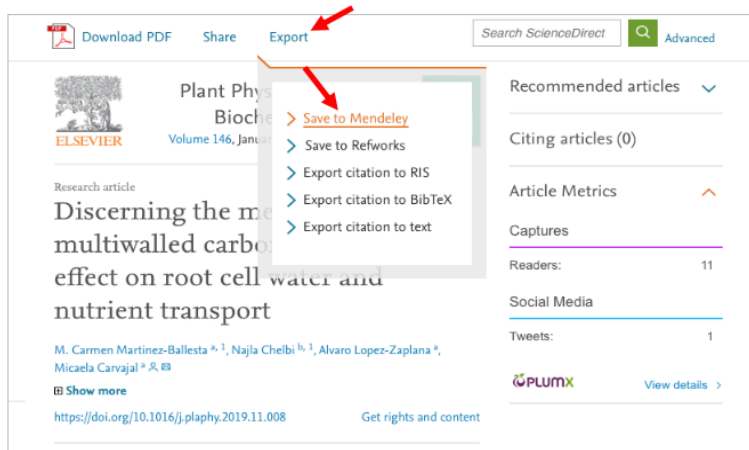 PDF
Download PDF Share Export Search ScienceDirect Advanced
ELSEVIER
Plant Phy
Bioche
Volume 146, Janua
Save to Mendeley
Save to Refworks
Export citation to RIS
Export citation to BibTeX
Export citation to text
Research article
Discerning the me
multiwalled carbo
effect on root cell water and
nutrient transport
M. Carmen Martinez-Ballesta a, 1, Najla Chelbi b, 1, Alvaro Lopez-Zaplana a,
Micaela Carvajal a
Show more
https://doi.org/10.1016/j.plaphy.2019.11.008 Get rights and content
Recommended articles
Citing articles (0)
Article Metrics
Captures
Readers: 11
Social Media
Tweets: 1
PLUMX View details >